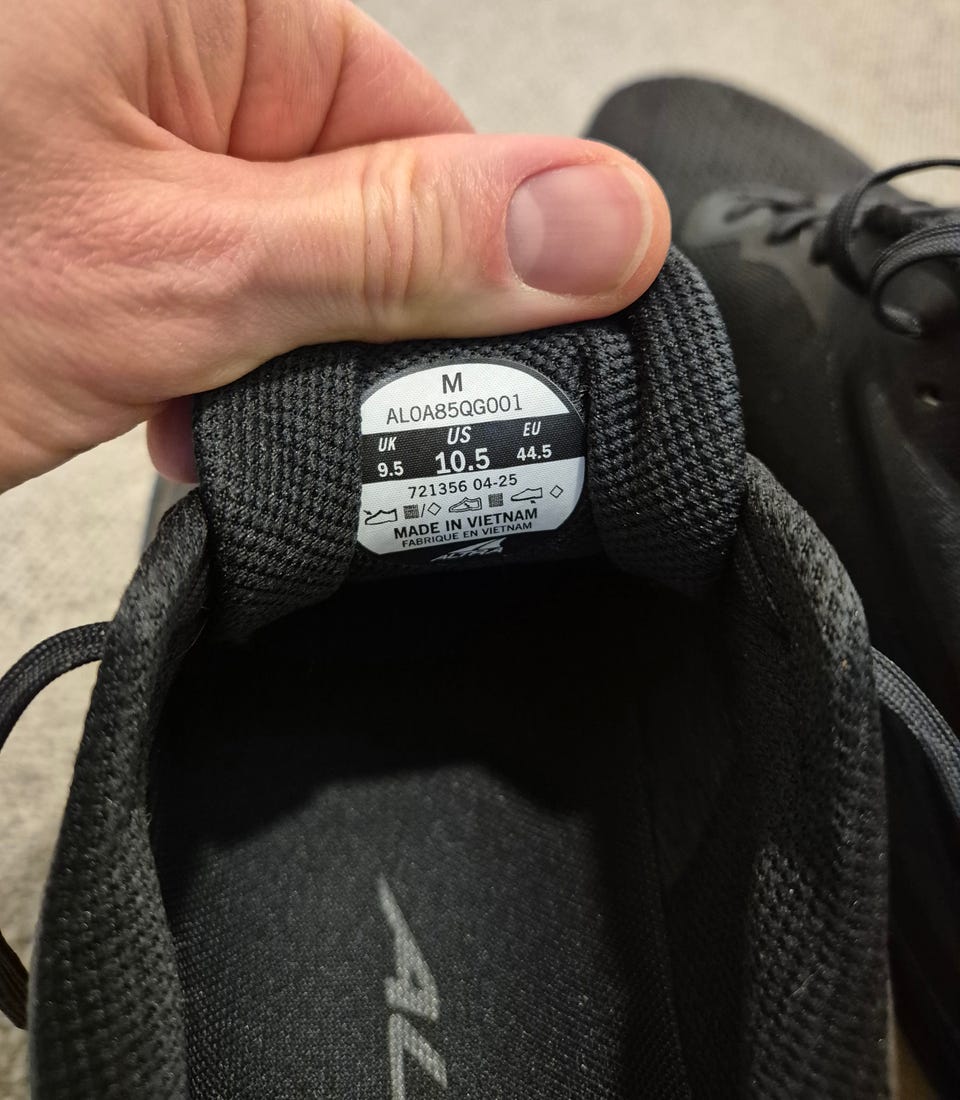 M
AL0A85QG001
UK US EU
9.5 10.5 44.5
721356 04-25
/
MADE IN VIETNAM
FABRIQUE EN VIETNAM
AL